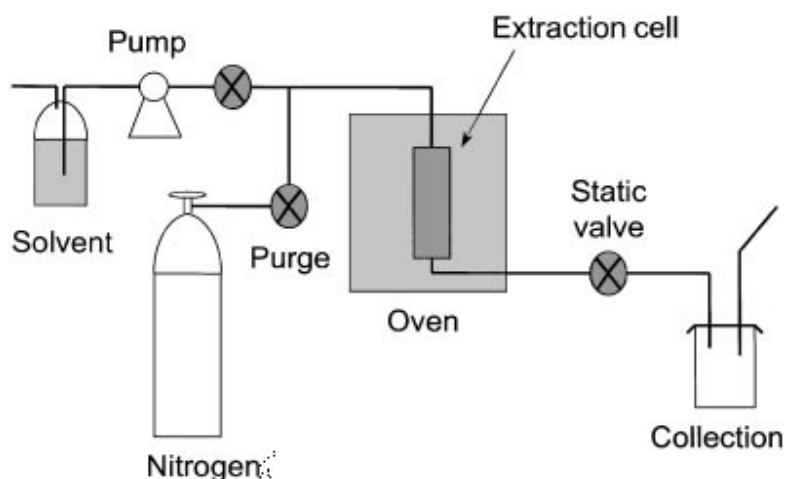 Extraction cell
Pump
Static
valve
Solvent
Purge
Oven
Collection
Nitrogen